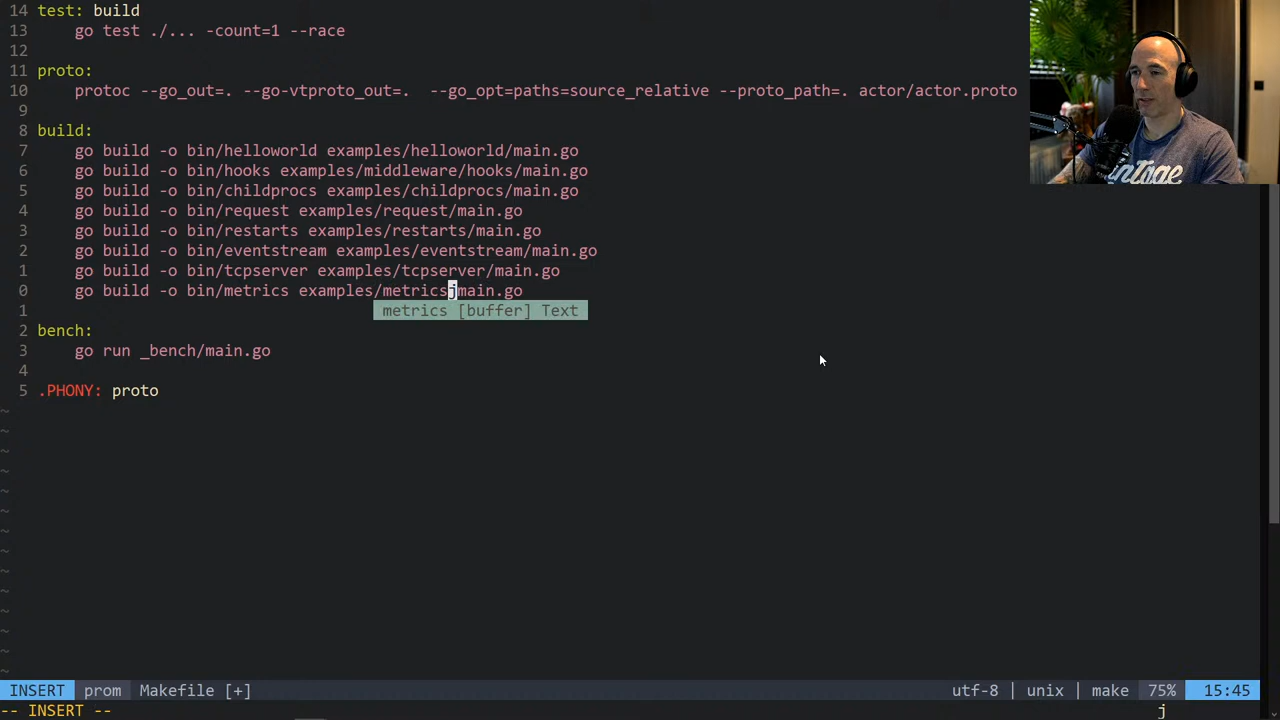 14 test: build
13 go test ./... -count=1 --race
12
11 proto:
10 protoc --go_out=. --go-vtproto_out=. --go_opt=paths=source_relative --proto_path=. actor/actor.proto
9
8 build:
7 go build -o bin/helloworld examples/helloworld/main.go
6 go build -o bin/hooks examples/middleware/hooks/main.go
5 go build -o bin/childprocs examples/childprocs/main.go
4 go build -o bin/request examples/request/main.go
3 go build -o bin/restarts examples/restarts/main.go
2 go build -o bin/eventstream examples/eventstream/main.go
1 go build -o bin/tcpserver examples/tcpserver/main.go
0 go build -o bin/metrics examples/metricsjmain.go
1 metrics [buffer] Text
2 bench:
3 go run _bench/main.go
4
5 .PHONY: proto
~
~
~
~
~
~
~
~
~
~
~
~
~
~
INSERT prom Makefile [+] utf-8 | unix | make 75% 15:45
-- INSERT -- j